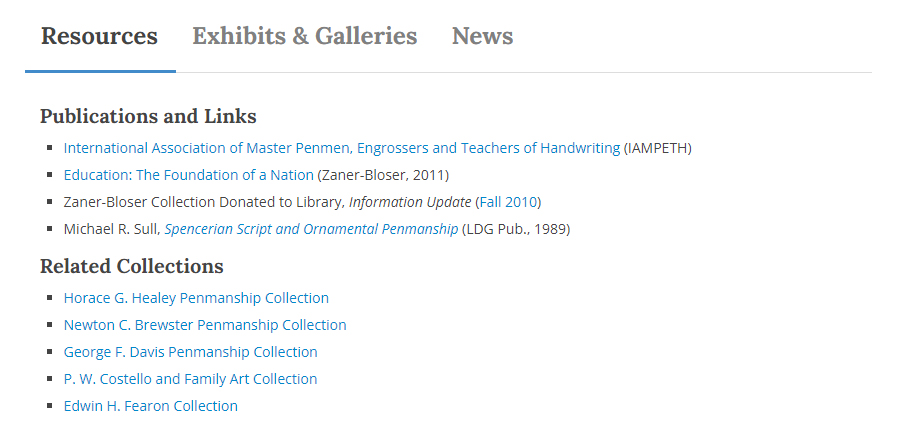 Resources Exhibits & Galleries News
Publications and Links
International Association of Master Penmen, Engrossers and Teachers of Handwriting (IAMPETH)
Education: The Foundation of a Nation (Zaner-Bloser, 2011)
Zaner-Bloser Collection Donated to Library, Information Update (Fall 2010)
Michael R. Sull, Spencerian Script and Ornamental Penmanship (LDG Pub., 1989)
Related Collections
Horace G. Healey Penmanship Collection
Newton C. Brewster Penmanship Collection
George F. Davis Penmanship Collection
P. W. Costello and Family Art Collection
Edwin H. Fearon Collection